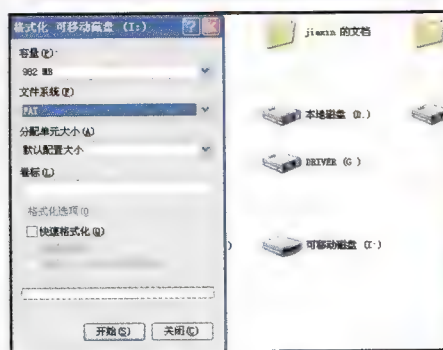 格式化 可移动磁盘 (I:)
容量(P):
982 MB
文件系统(F)
FAT
分配单元大小(A)
默认配置大小
卷标(L)
格式化选项(O)
快速格式化(Q)
开始(S)
关闭(C)
jiaxin 的文档
本地磁盘 (D:)
DRIVER (G )
可移动磁盘 (I:)